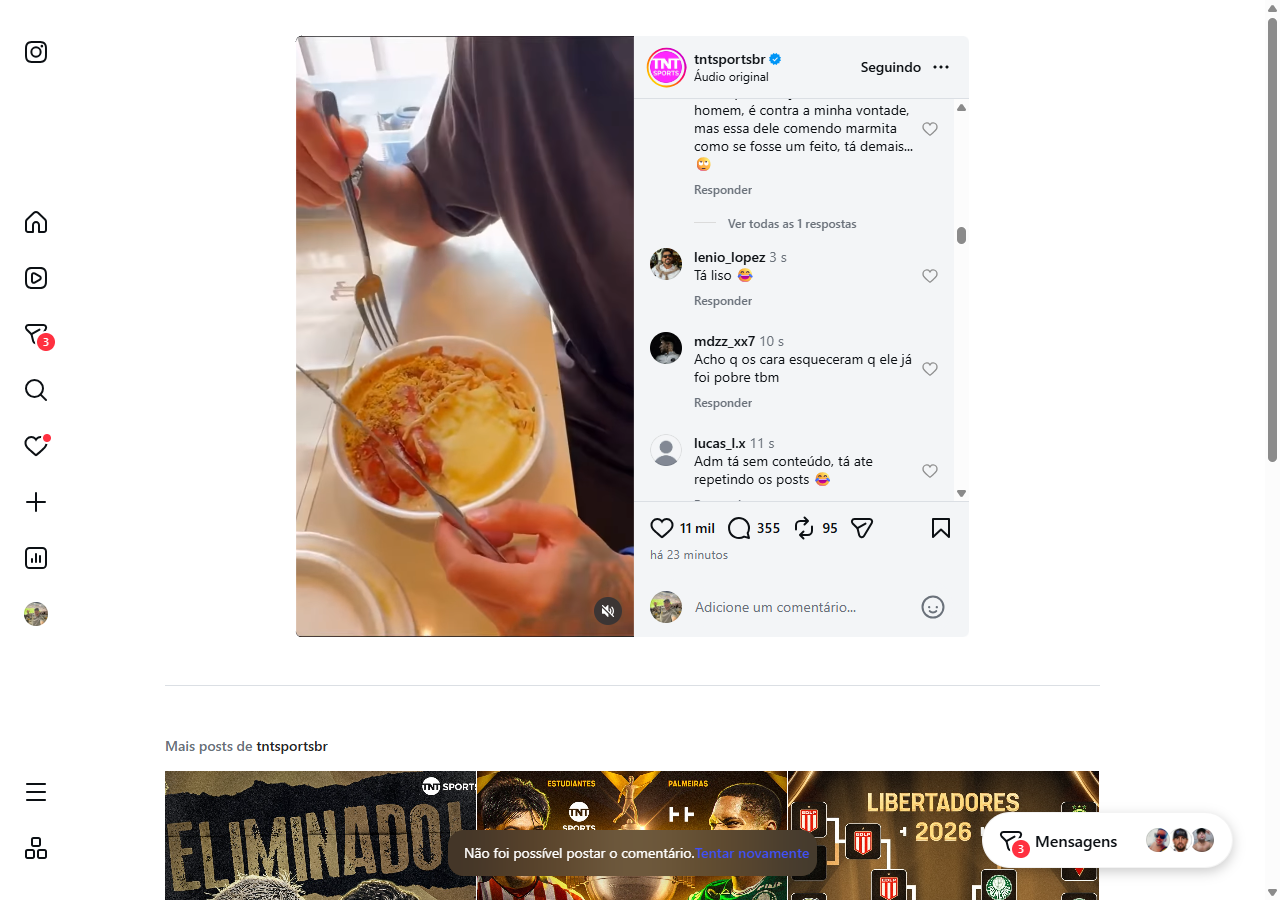 TNT
SPORTS
tntsportsbr
Áudio original
Seguindo
homem, é contra a minha vontade,
mas essa dele comendo marmita
como se fosse um feito, tá demais...
🙄
Responder
Ver todas as 1 respostas
lenio_lopez 3 s
Tá liso 😂
Responder
mdzz_xx7 10 s
Acho q os cara esqueceram q ele já
foi pobre tbm
Responder
lucas_l.x 11 s
Adm tá sem conteúdo, tá ate
repetindo os posts 😂
3
11 mil 355 95
há 23 minutos
Adicione um comentário...
Mais posts de tntsportsbr
TNT SPORTS
ELIMINADO!
ESTUDIANTES PALMEIRAS
TNT
SPORTS
LIBERTADORES
2026
Não foi possível postar o comentário. Tentar novamente
3
Mensagens